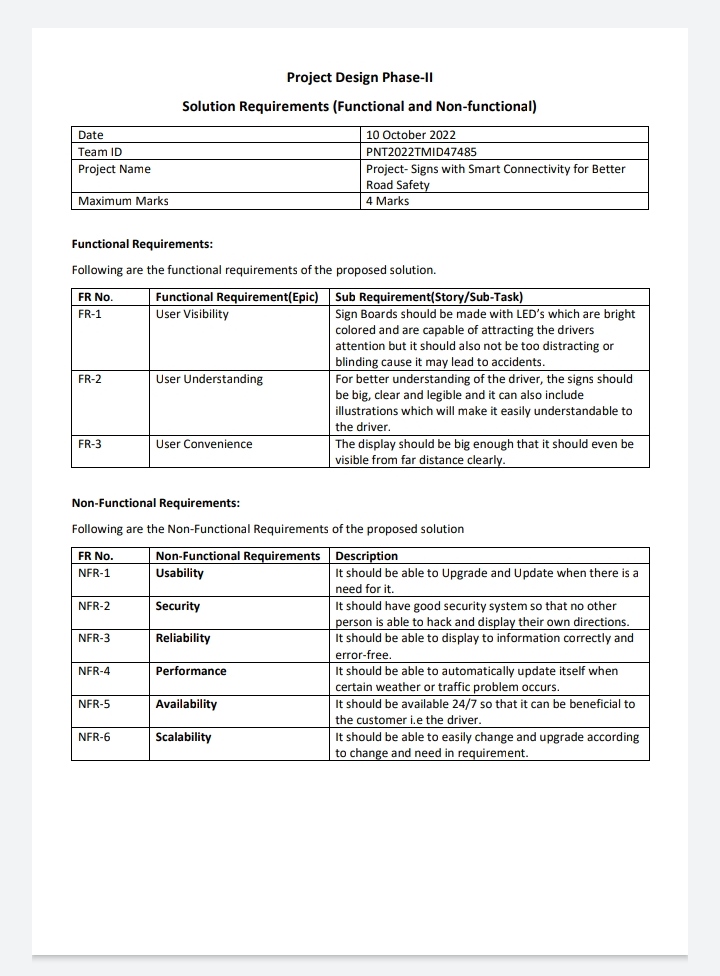 Project Design Phase-II
Solution Requirements (Functional and Non-functional)
Date 10 October 2022
Team ID PNT2022TMID47485
Project Name Project- Signs with Smart Connectivity for Better
Road Safety
Maximum Marks 4 Marks
Functional Requirements:
Following are the functional requirements of the proposed solution.
FR No. Functional Requirement(Epic) Sub Requirement(Story/Sub-Task)
FR-1 User Visibility Sign Boards should be made with LED’s which are bright
colored and are capable of attracting the drivers
attention but it should also not be too distracting or
blinding cause it may lead to accidents.
FR-2 User Understanding For better understanding of the driver, the signs should
be big, clear and legible and it can also include
illustrations which will make it easily understandable to
the driver.
FR-3 User Convenience The display should be big enough that it should even be
visible from far distance clearly.
Non-Functional Requirements:
Following are the Non-Functional Requirements of the proposed solution
FR No. Non-Functional Requirements Description
NFR-1 Usability It should be able to Upgrade and Update when there is a
need for it.
NFR-2 Security It should have good security system so that no other
person is able to hack and display their own directions.
NFR-3 Reliability It should be able to display to information correctly and
error-free.
NFR-4 Performance It should be able to automatically update itself when
certain weather or traffic problem occurs.
NFR-5 Availability It should be available 24/7 so that it can be beneficial to
the customer i.e the driver.
NFR-6 Scalability It should be able to easily change and upgrade according
to change and need in requirement.